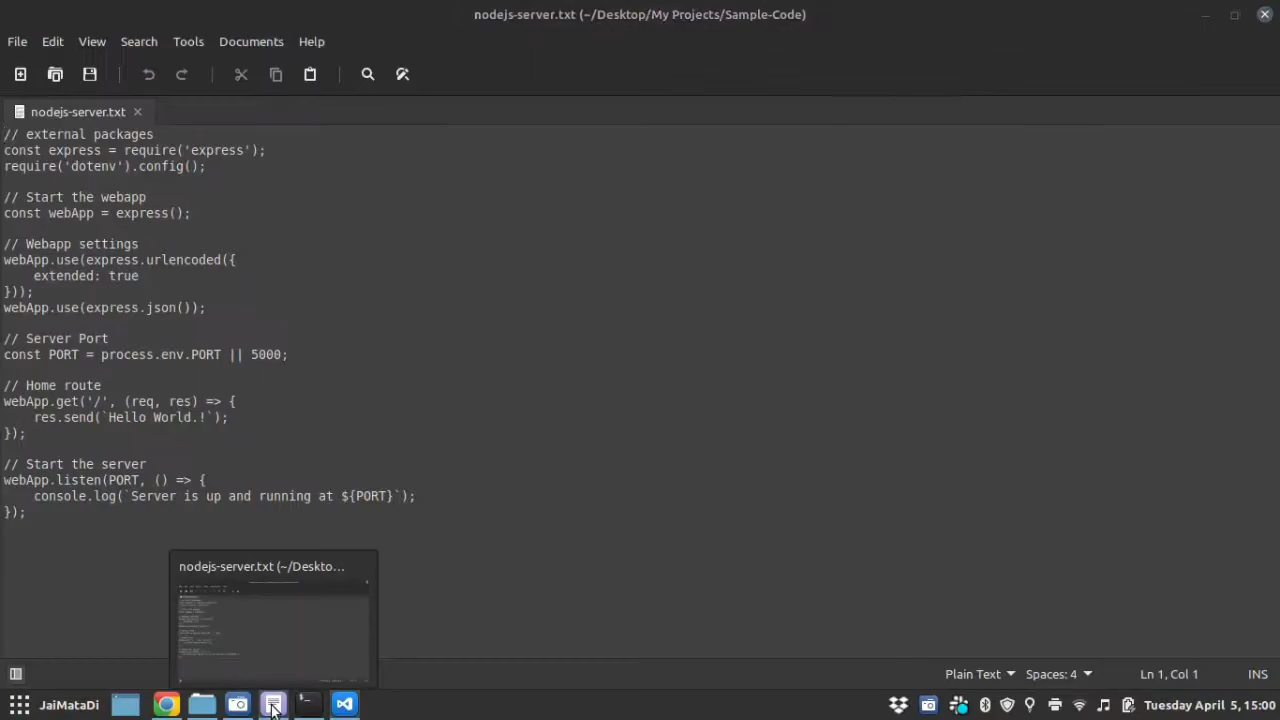 nodejs-server.txt (~/Desktop/My Projects/Sample-Code)
File Edit View Search Tools Documents Help
nodejs-server.txt
// external packages
const express = require('express');
require('dotenv').config();
// Start the webapp
const webApp = express();
// Webapp settings
webApp.use(express.urlencoded({
    extended: true
}));
webApp.use(express.json());
// Server Port
const PORT = process.env.PORT || 5000;
// Home route
webApp.get('/', (req, res) => {
    res.send(`Hello World.!`);
});
// Start the server
webApp.listen(PORT, () => {
    console.log(`Server is up and running at ${PORT}`);
});
nodejs-server.txt (~/Deskto...
Plain Text Spaces: 4 Ln 1, Col 1 INS
JaiMataDi Tuesday April 5, 15:00